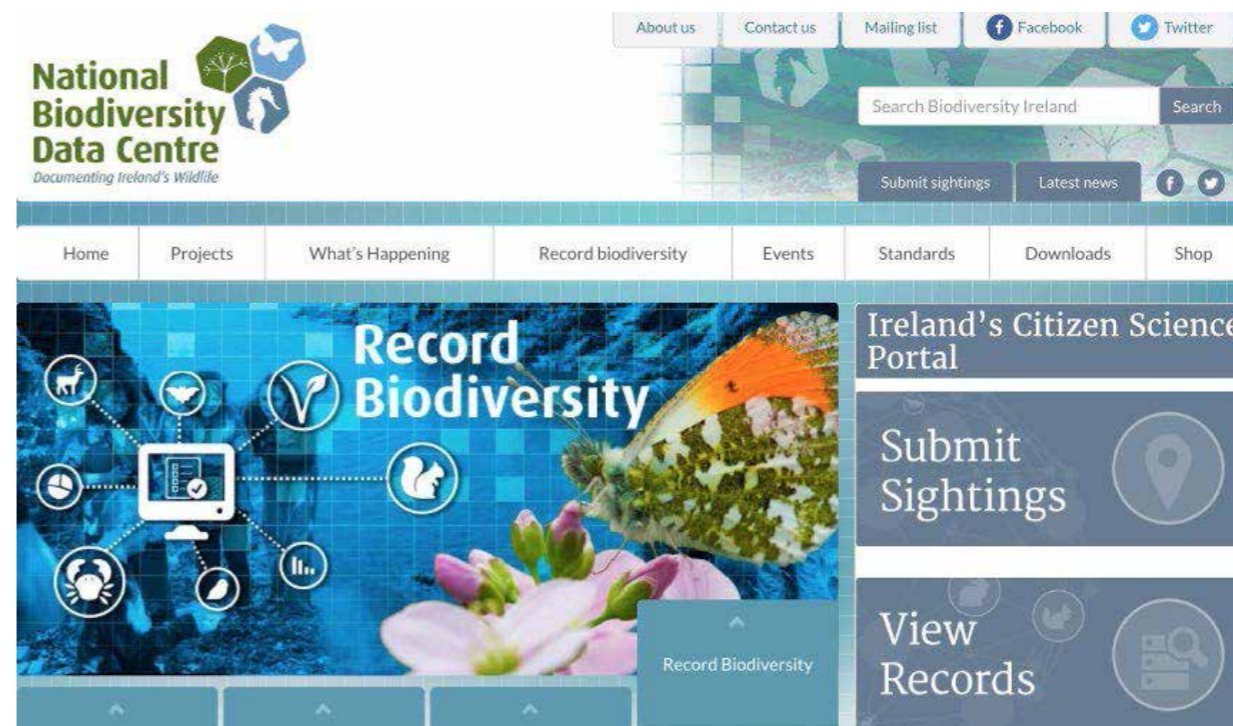 About us
Contact us
Mailing list
Facebook
Twitter
National
Biodiversity
Data Centre
Documenting Ireland's Wildlife
Search Biodiversity Ireland
Search
Submit sightings
Latest news
Home
Projects
What's Happening
Record biodiversity
Events
Standards
Downloads
Shop
Record
Biodiversity
Ireland's Citizen Science
Portal
Submit
Sightings
View
Records
Record Biodiversity